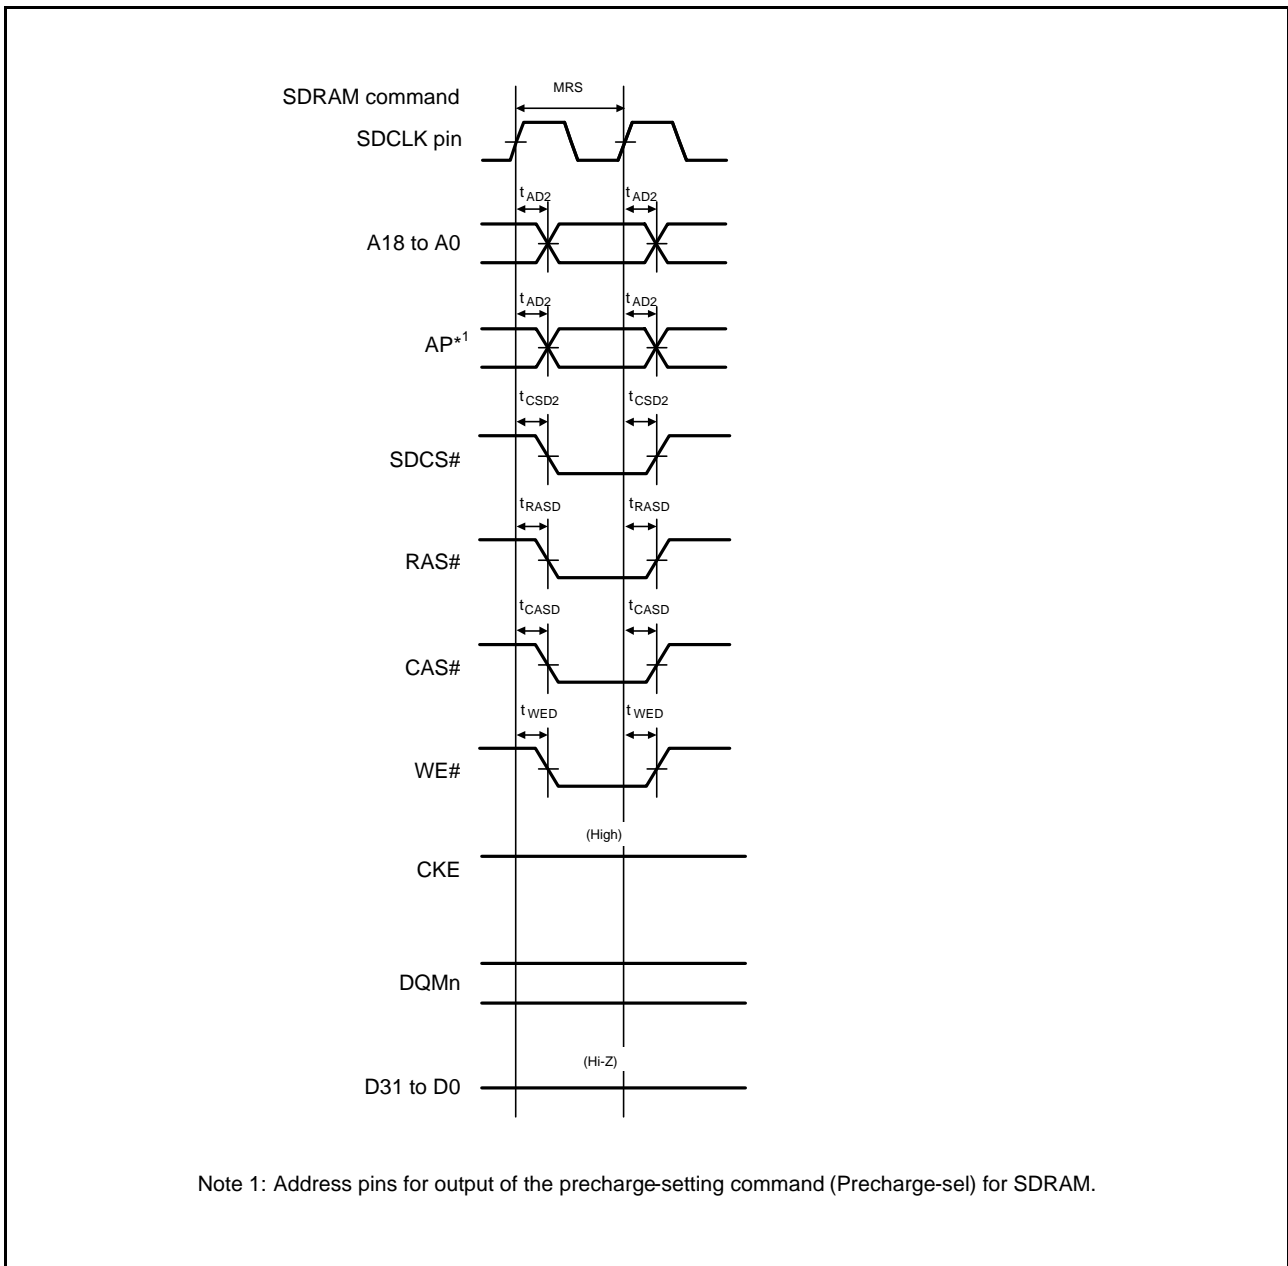 MRS
SDRAM command
SDCLK pin
tAD2 tAD2
A18 to A0
tAD2 tAD2
AP*1
tCSD2 tCSD2
SDCS#
tRASD tRASD
RAS#
tCASD tCASD
CAS#
tWED tWED
WE#
(High)
CKE
DQMn
(Hi-Z)
D31 to D0
Note 1: Address pins for output of the precharge-setting command (Precharge-sel) for SDRAM.